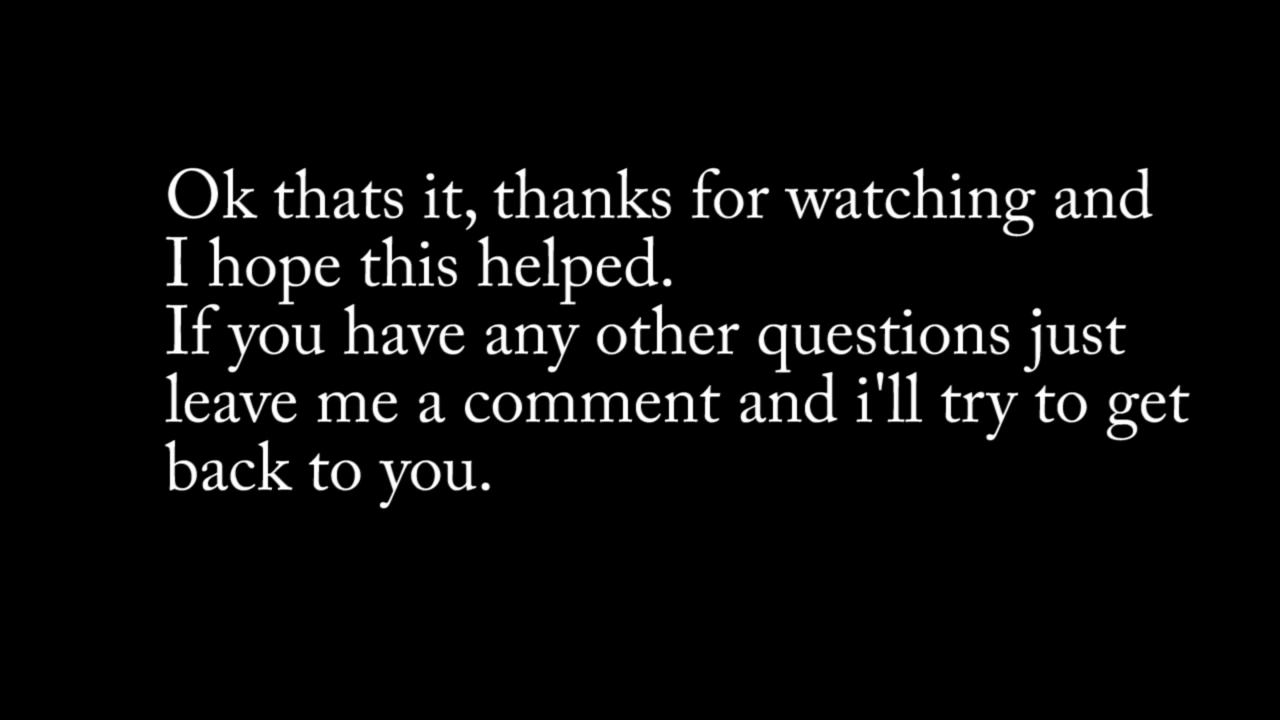 Ok thats it, thanks for watching and
I hope this helped.
If you have any other questions just
leave me a comment and i'll try to get
back to you.